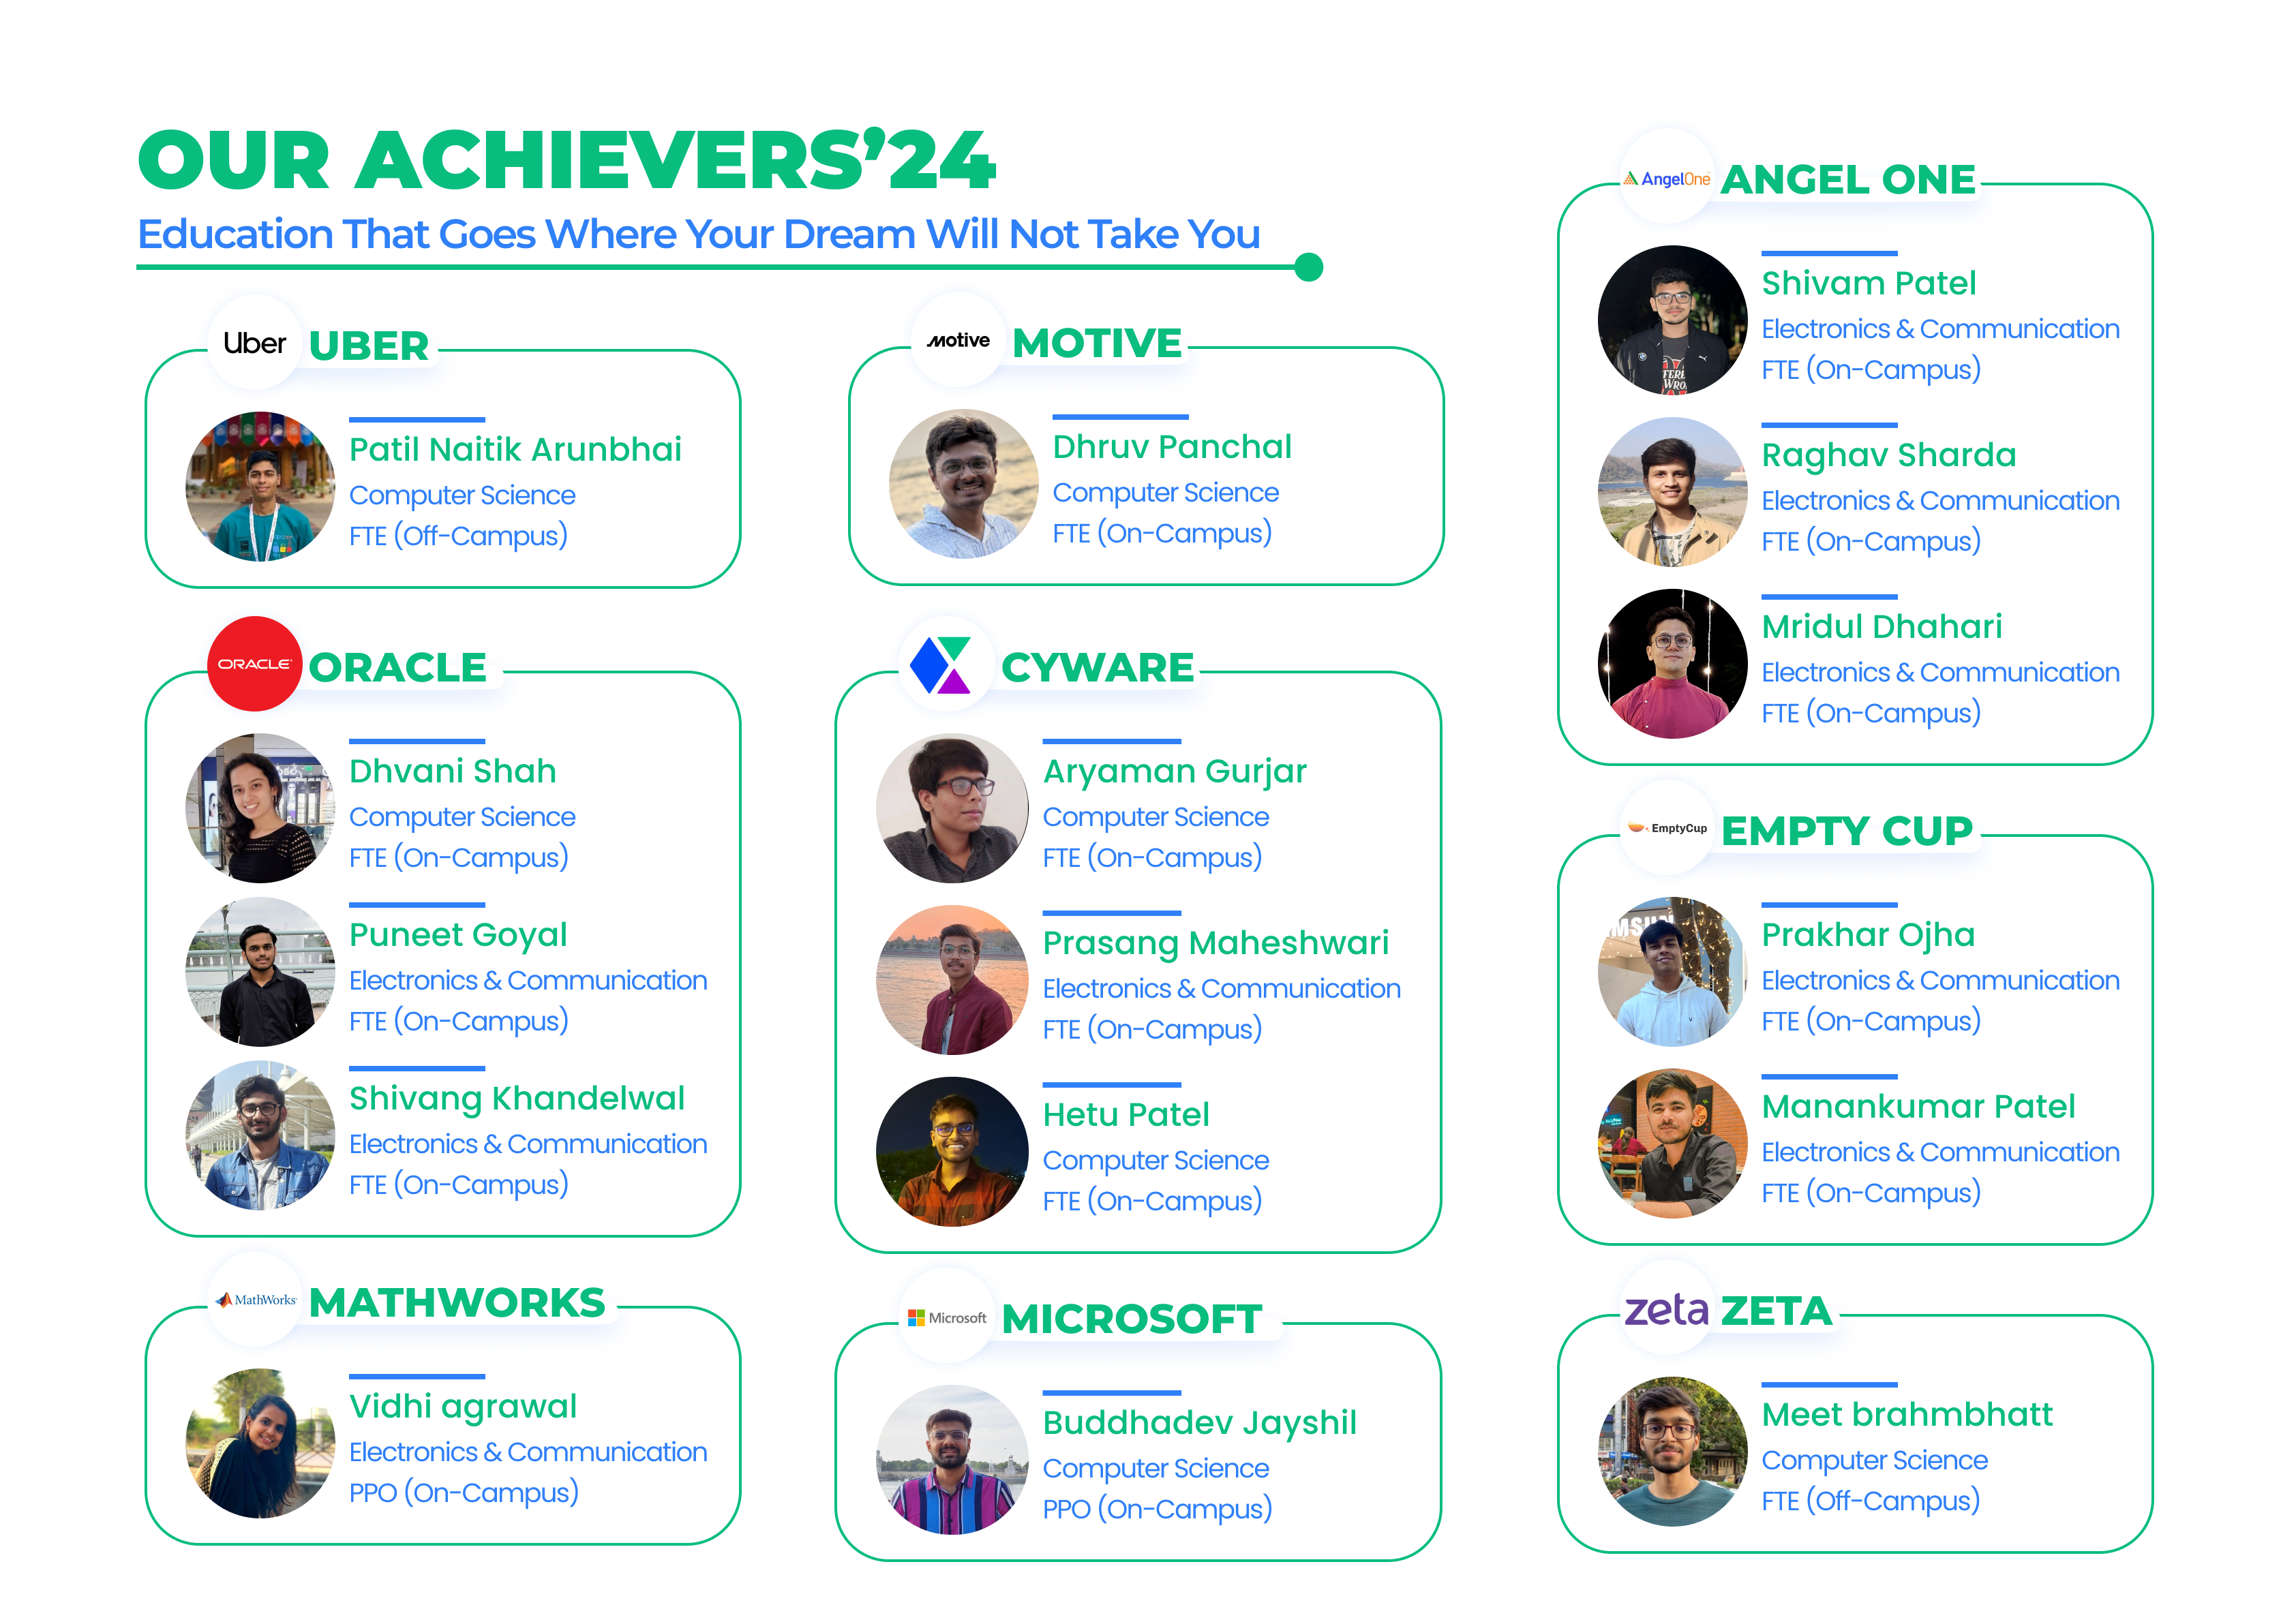 OUR ACHIEVERS’24
Education That Goes Where Your Dream Will Not Take You
Uber
UBER
Patil Naitik Arunbhai
Computer Science
FTE (Off-Campus)
motive
MOTIVE
Dhruv Panchal
Computer Science
FTE (On-Campus)
ORACLE
ORACLE
Dhvani Shah
Computer Science
FTE (On-Campus)
Puneet Goyal
Electronics & Communication
FTE (On-Campus)
Shivang Khandelwal
Electronics & Communication
FTE (On-Campus)
CYWARE
Aryaman Gurjar
Computer Science
FTE (On-Campus)
Prasang Maheshwari
Electronics & Communication
FTE (On-Campus)
Hetu Patel
Computer Science
FTE (On-Campus)
MathWorks
MATHWORKS
Vidhi agrawal
Electronics & Communication
PPO (On-Campus)
Microsoft
MICROSOFT
Buddhadev Jayshil
Computer Science
PPO (On-Campus)
AngelOne
ANGEL ONE
Shivam Patel
Electronics & Communication
FTE (On-Campus)
Raghav Sharda
Electronics & Communication
FTE (On-Campus)
Mridul Dhahari
Electronics & Communication
FTE (On-Campus)
EmptyCup
EMPTY CUP
Prakhar Ojha
Electronics & Communication
FTE (On-Campus)
Manankumar Patel
Electronics & Communication
FTE (On-Campus)
zeta
ZETA
Meet brahmbhatt
Computer Science
FTE (Off-Campus)